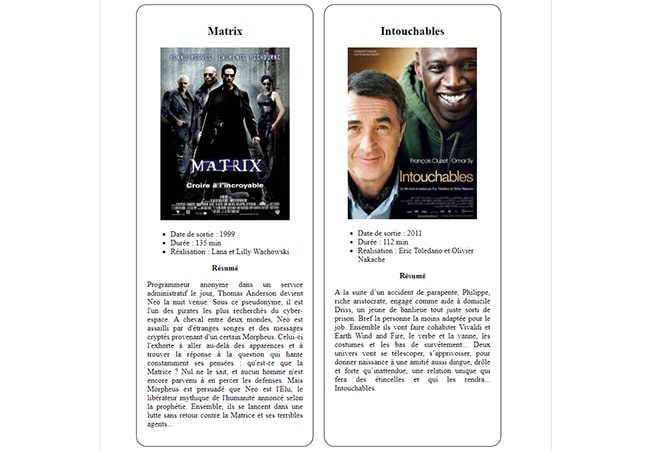 Matrix
KEANU REEVES LAURENCE FISHBURNE
MATRIX
Croire à l'incroyable
Date de sortie : 1999
Durée : 135 min
Réalisation : Lana et Lilly Wachowski
Résumé
Programmeur anonyme dans un service
administratif le jour, Thomas Anderson devient
Neo la nuit venue. Sous ce pseudonyme, il est
l'un des pirates les plus recherchés du cyber-
espace. A cheval entre deux mondes, Neo est
assailli par d'étranges songes et des messages
cryptés provenant d'un certain Morpheus. Celui-ci
l'exhorte à aller au-delà des apparences et à
trouver la réponse à la question qui hante
constamment ses pensées : qu'est-ce que la
Matrice ? Nul ne le sait, et aucun homme n'est
encore parvenu à en percer les defenses. Mais
Morpheus est persuadé que Neo est l'Elu, le
libérateur mythique de l'humanité annoncé selon
la prophétie. Ensemble, ils se lancent dans une
lutte sans retour contre la Matrice et ses terribles
agents...
Intouchables
François Cluzet Omar Sy
Intouchables
Un film écrit et réalisé par Eric Toledano et Olivier Nakache
Date de sortie : 2011
Durée : 112 min
Réalisation : Eric Toledano et Olivier
Nakache
Résumé
A la suite d’un accident de parapente, Philippe,
riche aristocrate, engage comme aide à domicile
Driss, un jeune de banlieue tout juste sorti de
prison. Bref la personne la moins adaptée pour le
job. Ensemble ils vont faire cohabiter Vivaldi et
Earth Wind and Fire, le verbe et la vanne, les
costumes et les bas de survêtement... Deux
univers vont se télescoper, s’apprivoiser, pour
donner naissance à une amitié aussi dingue, drôle
et forte qu’inattendue, une relation unique qui
fera des étincelles et qui les rendra...
Intouchables.